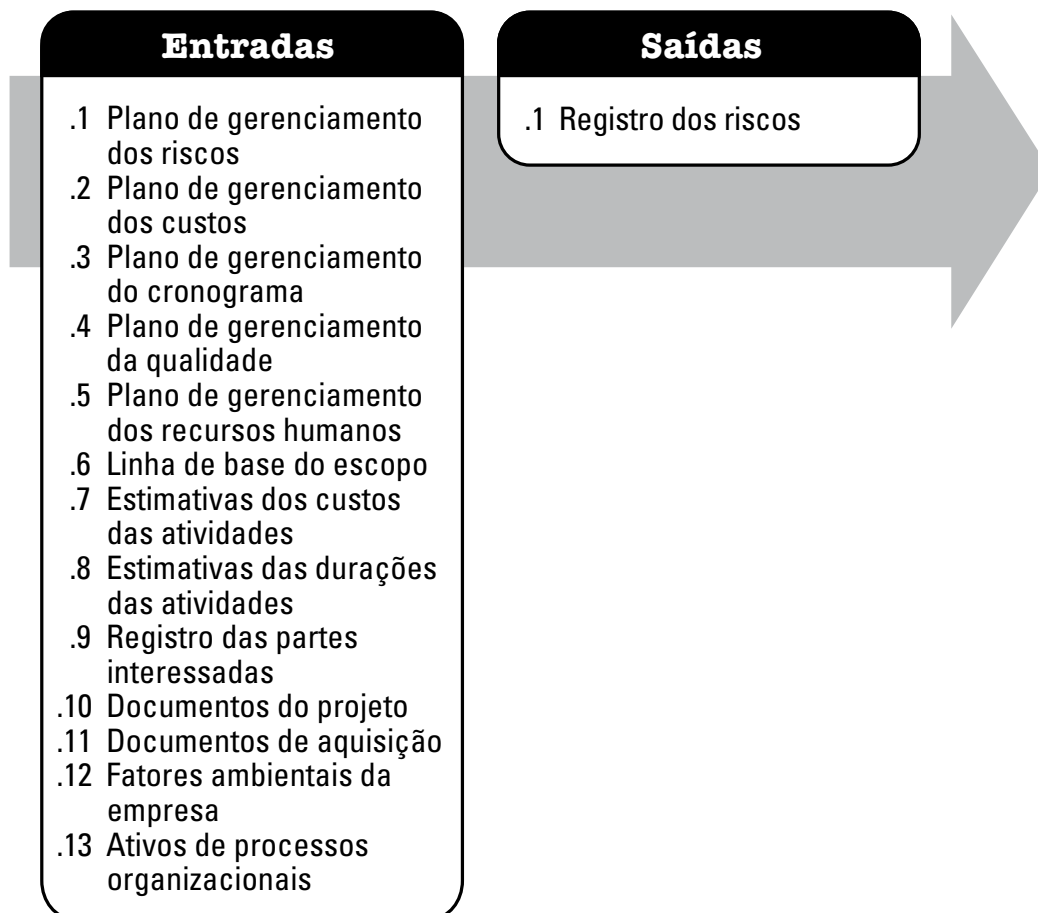 Entradas
.1 Plano de gerenciamento
dos riscos
.2 Plano de gerenciamento
dos custos
.3 Plano de gerenciamento
do cronograma
.4 Plano de gerenciamento
da qualidade
.5 Plano de gerenciamento
dos recursos humanos
.6 Linha de base do escopo
.7 Estimativas dos custos
das atividades
.8 Estimativas das durações
das atividades
.9 Registro das partes
interessadas
.10 Documentos do projeto
.11 Documentos de aquisição
.12 Fatores ambientais da
empresa
.13 Ativos de processos
organizacionais
Saídas
.1 Registro dos riscos